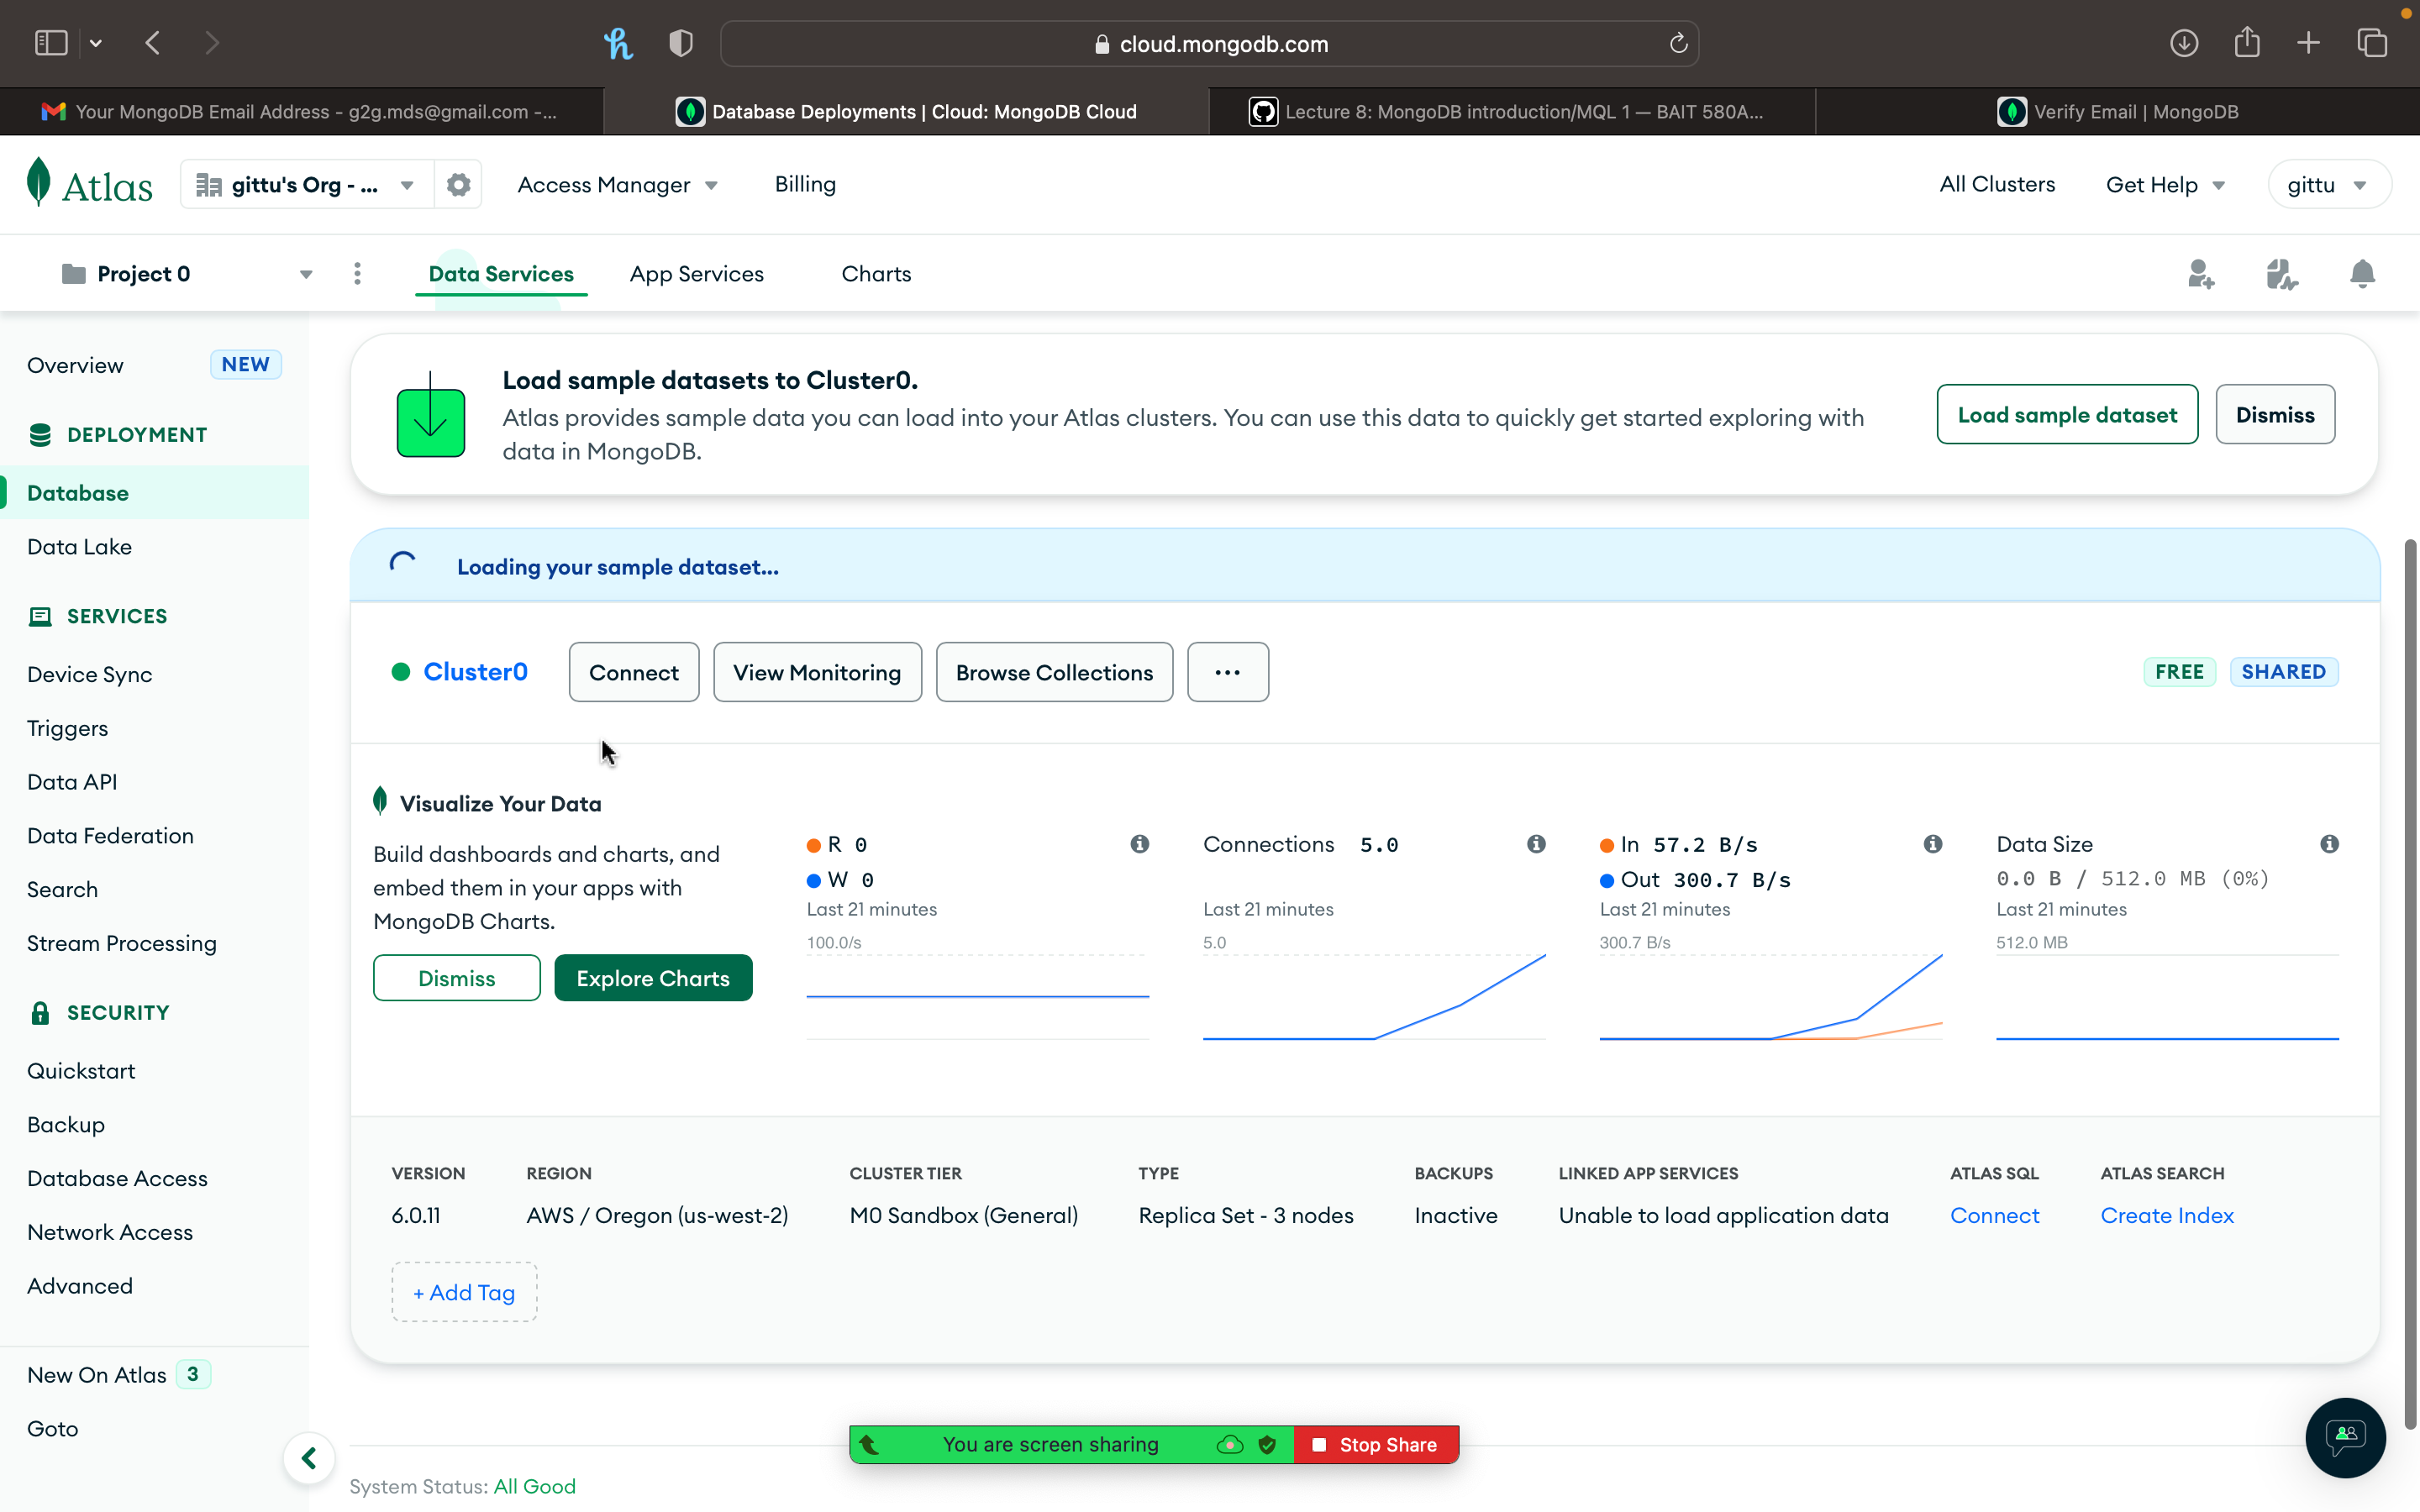 cloud.mongodb.com
Your MongoDB Email Address - g2g.mds@gmail.com -...
Database Deployments | Cloud: MongoDB Cloud
Lecture 8: MongoDB introduction/MQL 1 — BAIT 580A...
Verify Email | MongoDB
Atlas
gittu's Org - ...
Access Manager
Billing
All Clusters
Get Help
gittu
Project 0
Data Services
App Services
Charts
Overview
NEW
DEPLOYMENT
Database
Data Lake
SERVICES
Device Sync
Triggers
Data API
Data Federation
Search
Stream Processing
SECURITY
Quickstart
Backup
Database Access
Network Access
Advanced
New On Atlas 3
Goto
Load sample datasets to Cluster0.
Atlas provides sample data you can load into your Atlas clusters. You can use this data to quickly get started exploring with
data in MongoDB.
Load sample dataset
Dismiss
Loading your sample dataset...
Cluster0
Connect
View Monitoring
Browse Collections
...
FREE
SHARED
Visualize Your Data
Build dashboards and charts, and
embed them in your apps with
MongoDB Charts.
Dismiss
Explore Charts
R 0
W 0
Last 21 minutes
100.0/s
Connections 5.0
Last 21 minutes
5.0
In 57.2 B/s
Out 300.7 B/s
Last 21 minutes
300.7 B/s
Data Size
0.0 B / 512.0 MB (0%)
Last 21 minutes
512.0 MB
VERSION
6.0.11
REGION
AWS / Oregon (us-west-2)
CLUSTER TIER
M0 Sandbox (General)
TYPE
Replica Set - 3 nodes
BACKUPS
Inactive
LINKED APP SERVICES
Unable to load application data
ATLAS SQL
Connect
ATLAS SEARCH
Create Index
+ Add Tag
You are screen sharing
Stop Share
System Status: All Good